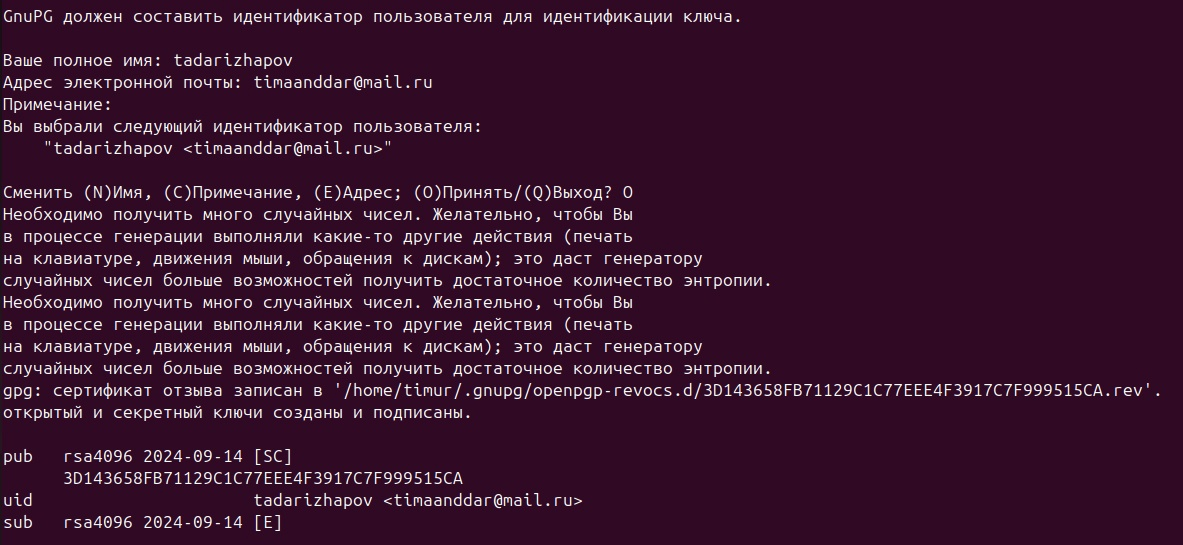 GnuPG должен составить идентификатор пользователя для идентификации ключа.
Ваше полное имя: tadarizhapov
Адрес электронной почты: timaanddar@mail.ru
Примечание:
Вы выбрали следующий идентификатор пользователя:
"tadarizhapov <timaanddar@mail.ru>"
Сменить (N)Имя, (C)Примечание, (E)Адрес; (O)Принять/(Q)Выход? O
Необходимо получить много случайных чисел. Желательно, чтобы Вы
в процессе генерации выполняли какие-то другие действия (печать
на клавиатуре, движения мыши, обращения к дискам); это даст генератору
случайных чисел больше возможностей получить достаточное количество энтропии.
Необходимо получить много случайных чисел. Желательно, чтобы Вы
в процессе генерации выполняли какие-то другие действия (печать
на клавиатуре, движения мыши, обращения к дискам); это даст генератору
случайных чисел больше возможностей получить достаточное количество энтропии.
gpg: сертификат отзыва записан в '/home/timur/.gnupg/openpgp-revocs.d/3D143658FB71129C1C77EEE4F3917C7F999515CA.rev'.
открытый и секретный ключи созданы и подписаны.
pub   rsa4096 2024-09-14 [SC]
3D143658FB71129C1C77EEE4F3917C7F999515CA
uid                      tadarizhapov <timaanddar@mail.ru>
sub   rsa4096 2024-09-14 [E]